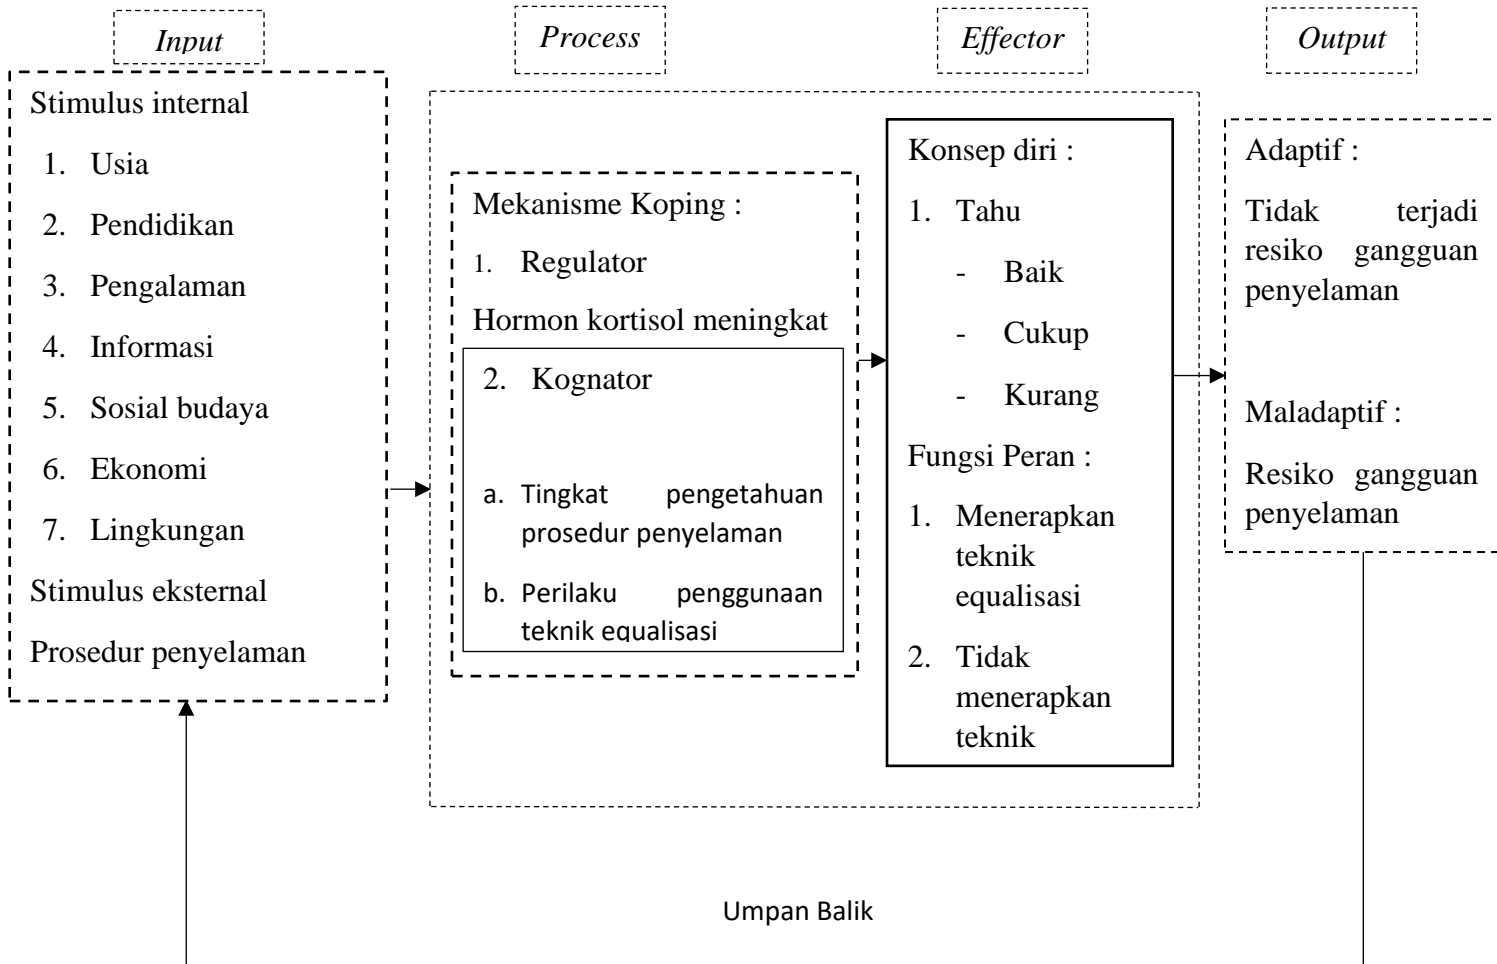 Input
Process
Effector
Output
Stimulus internal
1. Usia
2. Pendidikan
3. Pengalaman
4. Informasi
5. Sosial budaya
6. Ekonomi
7. Lingkungan
Stimulus eksternal
Prosedur penyelaman
Mekanisme Koping :
1. Regulator
Hormon kortisol meningkat
2. Kognator
a. Tingkat pengetahuan
prosedur penyelaman
b. Perilaku penggunaan
teknik equalisasi
Konsep diri :
1. Tahu
- Baik
- Cukup
- Kurang
Fungsi Peran :
1. Menerapkan
teknik
equalisasi
2. Tidak
menerapkan
teknik
Adaptif :
Tidak terjadi
resiko gangguan
penyelaman
Maladaptif :
Resiko gangguan
penyelaman
Umpan Balik